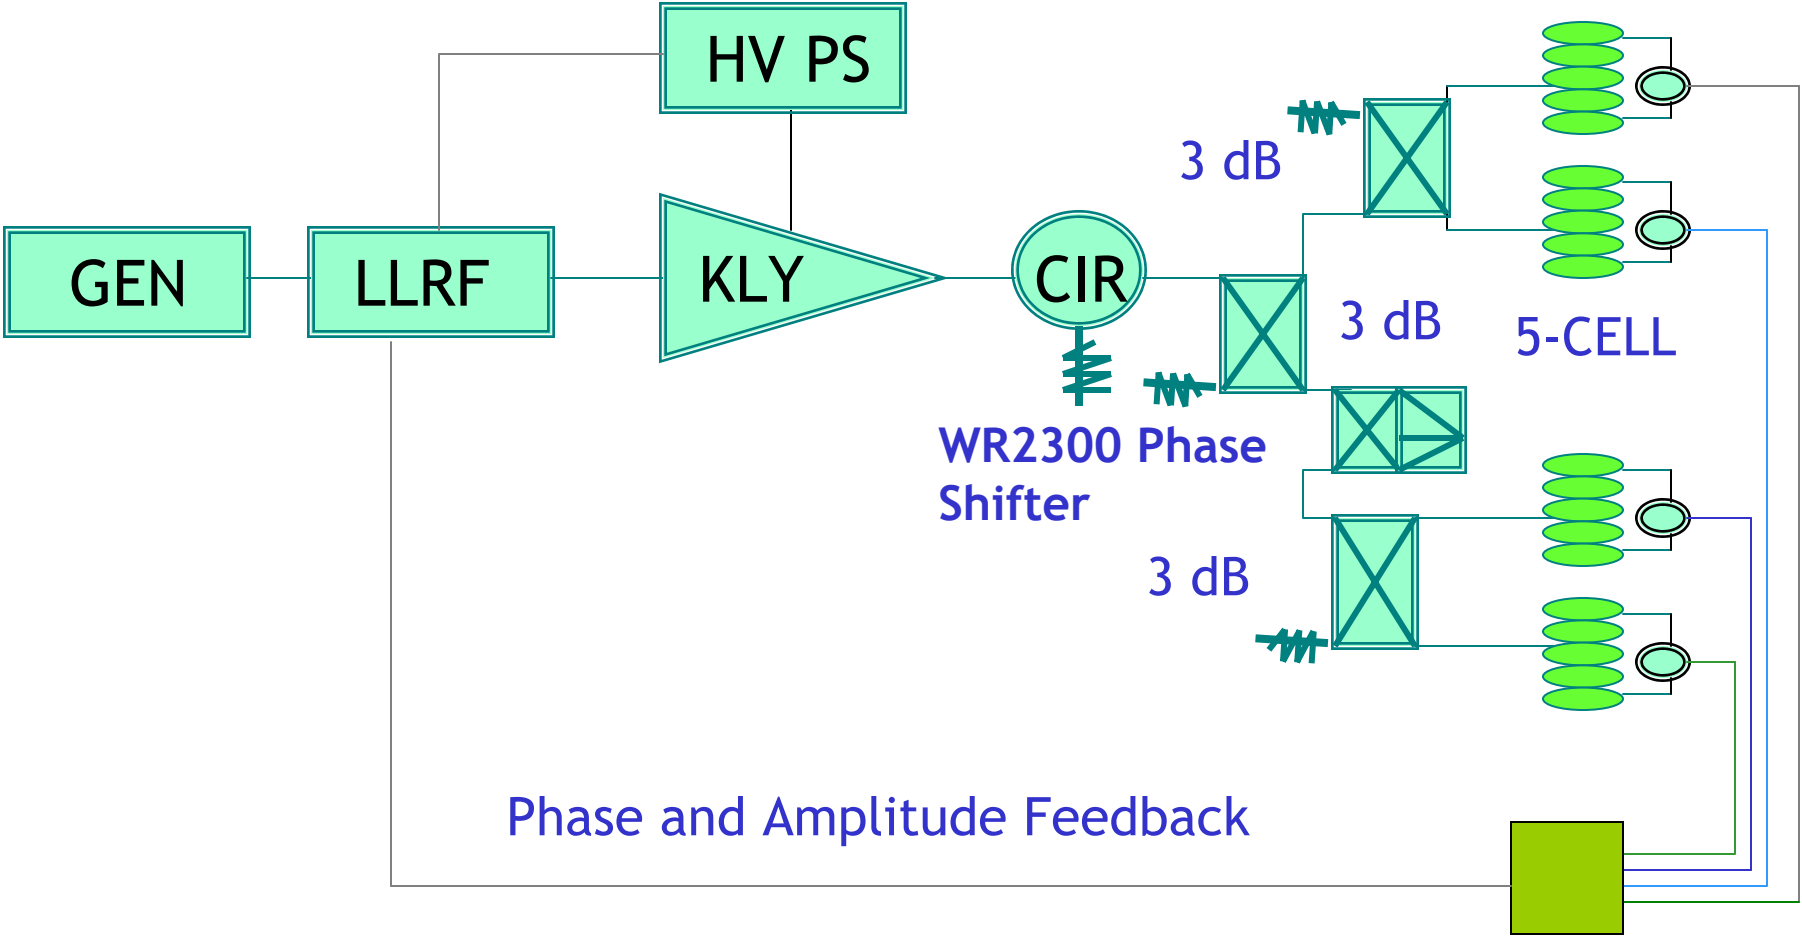 HV PS
3 dB
GEN
LLRF
KLY
CIR
3 dB
5-CELL
WR2300 Phase
Shifter
3 dB
Phase and Amplitude Feedback